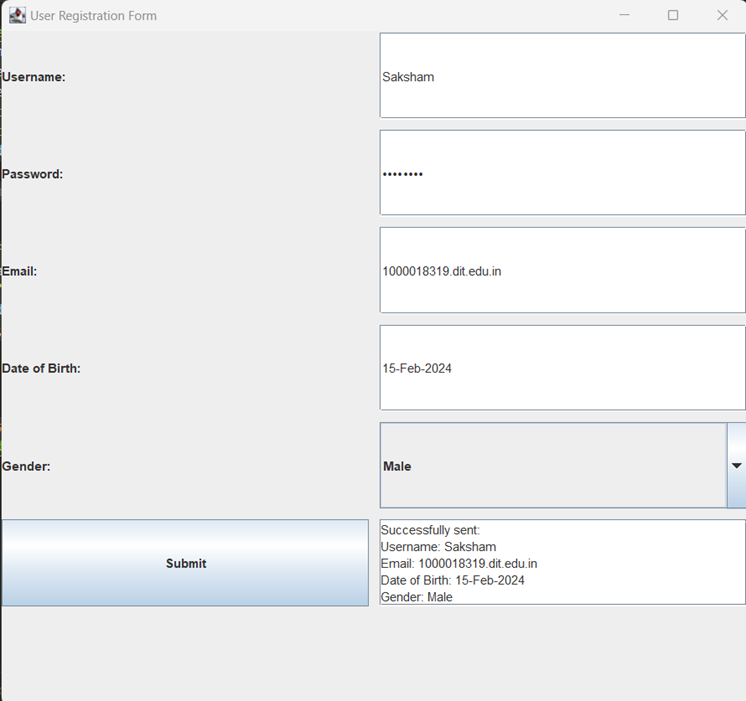 User Registration Form
Username:
Saksham
Password:
••••••••
Email:
1000018319.dit.edu.in
Date of Birth:
15-Feb-2024
Gender:
Male
Submit
Successfully sent:
Username: Saksham
Email: 1000018319.dit.edu.in
Date of Birth: 15-Feb-2024
Gender: Male